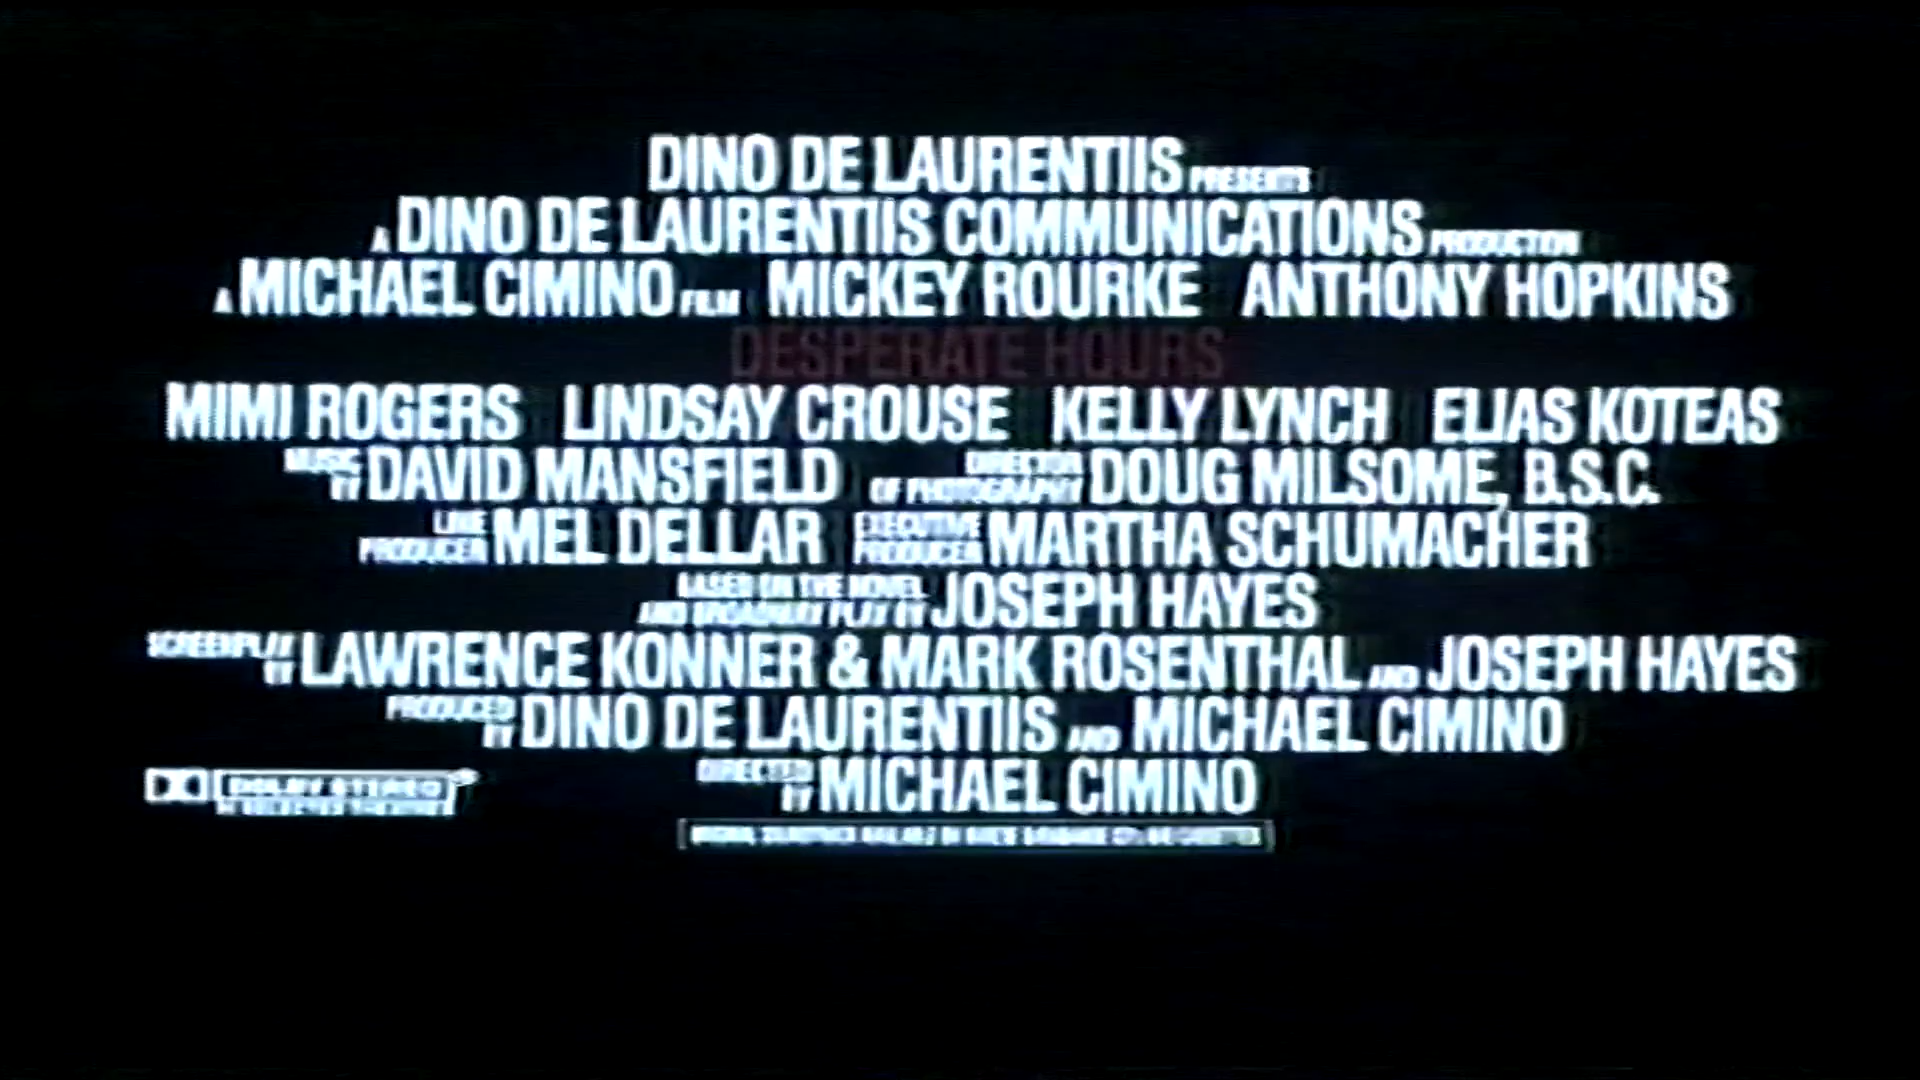 DINO DE LAURENTIIS PRESENTS
A DINO DE LAURENTIIS COMMUNICATIONS PRODUCTION
A MICHAEL CIMINO FILM MICKEY ROURKE ANTHONY HOPKINS
DESPERATE HOURS
MIMI ROGERS LINDSAY CROUSE KELLY LYNCH ELIAS KOTEAS
MUSIC BY DAVID MANSFIELD DIRECTOR OF PHOTOGRAPHY DOUG MILSOME, B.S.C.
LINE PRODUCER MEL DELLAR EXECUTIVE PRODUCER MARTHA SCHUMACHER
BASED ON THE NOVEL AND BROADWAY PLAY BY JOSEPH HAYES
SCREENPLAY BY LAWRENCE KONNER & MARK ROSENTHAL AND JOSEPH HAYES
PRODUCED BY DINO DE LAURENTIIS AND MICHAEL CIMINO
DIRECTED BY MICHAEL CIMINO
DOLBY STEREO
IN SELECTED THEATRES